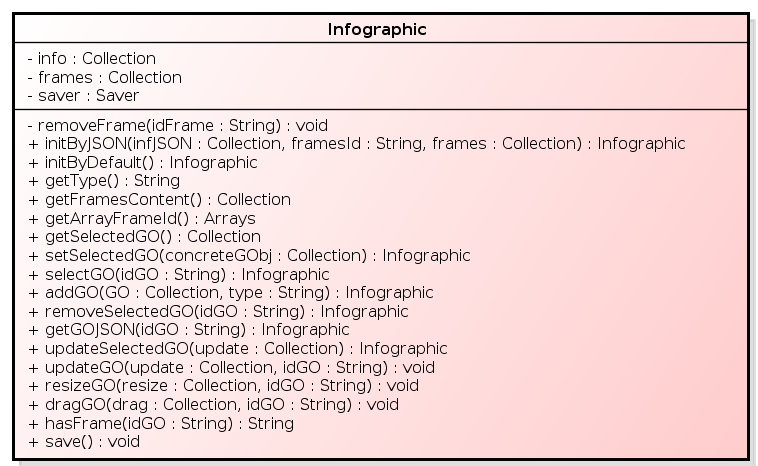 Infographic
- info : Collection
- frames : Collection
- saver : Saver
- removeFrame(idFrame : String) : void
+ initByJSON(infJSON : Collection, framesId : String, frames : Collection) : Infographic
+ initByDefault() : Infographic
+ getType() : String
+ getFramesContent() : Collection
+ getArrayFrameId() : Arrays
+ getSelectedGO() : Collection
+ setSelectedGO(concreteGObj : Collection) : Infographic
+ selectGO(idGO : String) : Infographic
+ addGO(GO : Collection, type : String) : Infographic
+ removeSelectedGO(idGO : String) : Infographic
+ getGOJSON(idGO : String) : Infographic
+ updateSelectedGO(update : Collection) : Infographic
+ updateGO(update : Collection, idGO : String) : void
+ resizeGO(resize : Collection, idGO : String) : void
+ dragGO(drag : Collection, idGO : String) : void
+ hasFrame(idGO : String) : String
+ save() : void